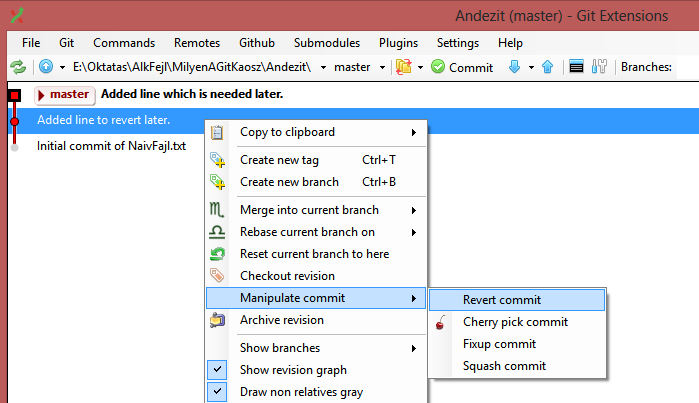 Andezit (master) - Git Extensions
File Git Commands Remotes Github Submodules Plugins Settings Help
E:\Oktatas\AlkFejl\MilyenAGitKaosz\Andezit\ master Commit Branches:
master Added line which is needed later.
Added line to revert later.
Initial commit of NaivFajl.txt
Copy to clipboard
Create new tag Ctrl+T
Create new branch Ctrl+B
Merge into current branch
Rebase current branch on
Reset current branch to here
Checkout revision
Manipulate commit
Archive revision
Show branches
Show revision graph
Draw non relatives gray
Revert commit
Cherry pick commit
Fixup commit
Squash commit